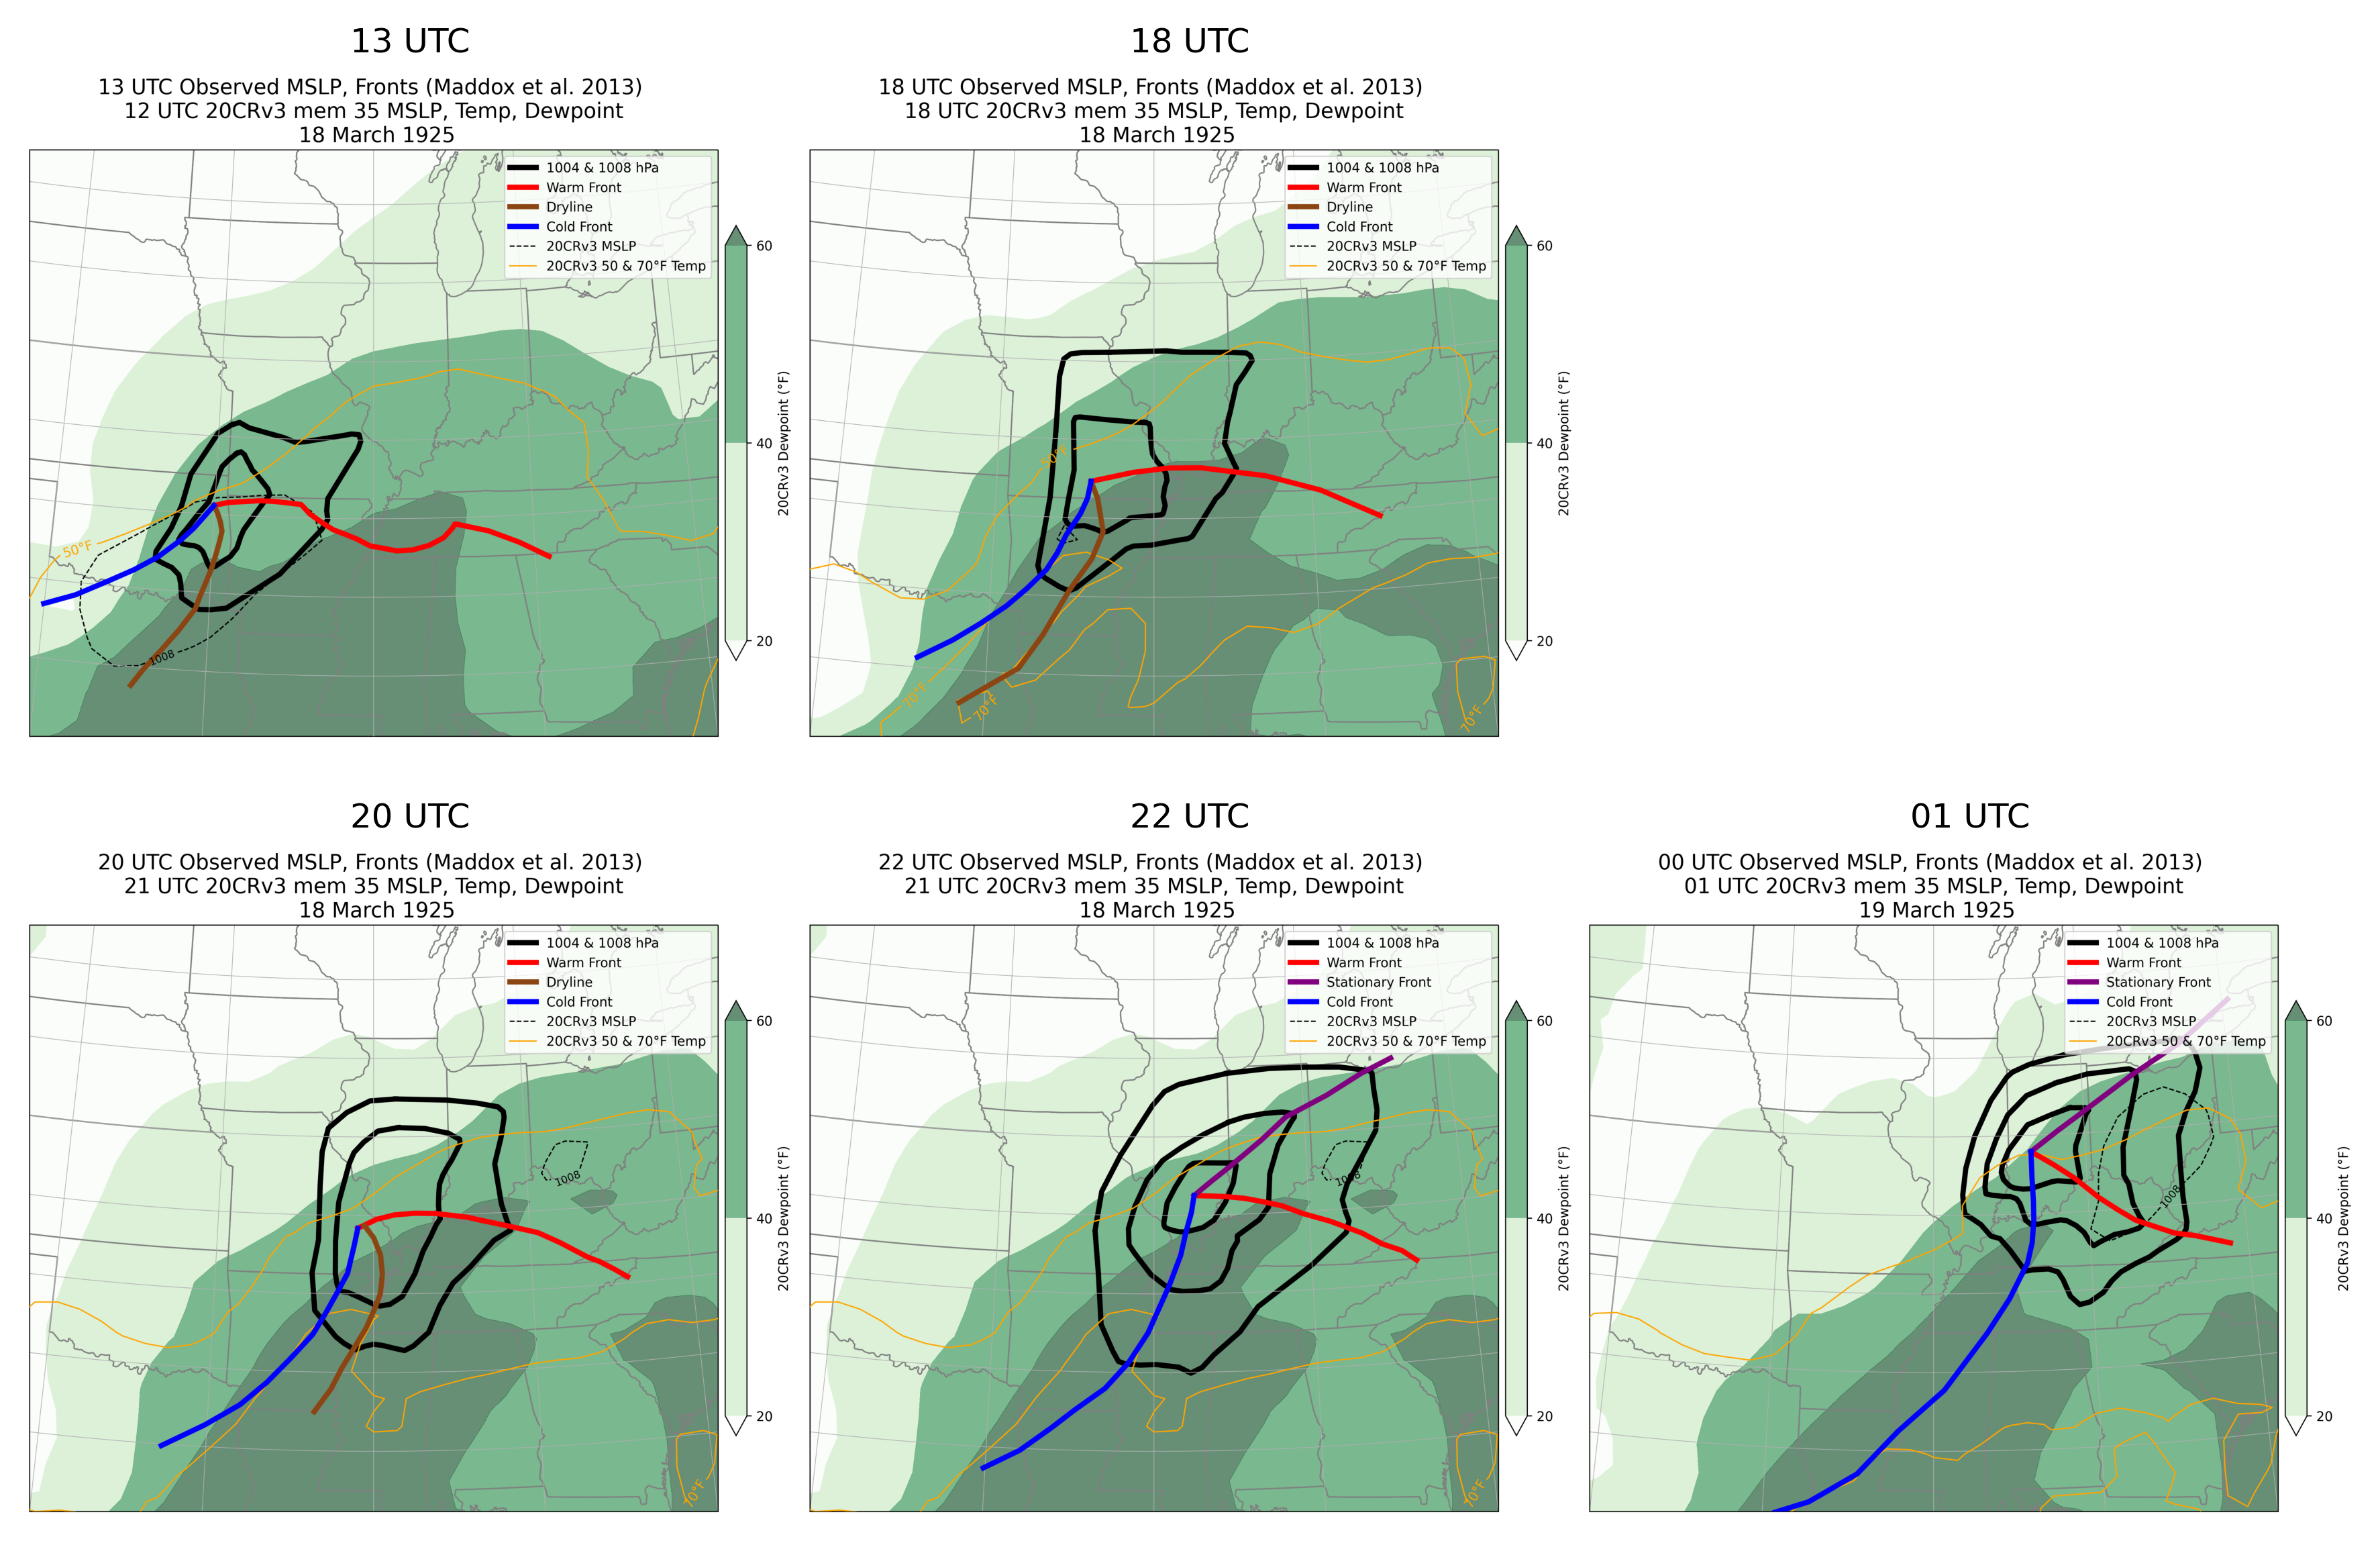 13 UTC
13 UTC Observed MSLP, Fronts (Maddox et al. 2013)
12 UTC 20CRv3 mem 35 MSLP, Temp, Dewpoint
18 March 1925
1004 & 1008 hPa
Warm Front
Dryline
Cold Front
20CRv3 MSLP
20CRv3 50 & 70°F Temp
50°F
1008
60
40
20
20CRv3 Dewpoint (°F)
18 UTC
18 UTC Observed MSLP, Fronts (Maddox et al. 2013)
18 UTC 20CRv3 mem 35 MSLP, Temp, Dewpoint
18 March 1925
1004 & 1008 hPa
Warm Front
Dryline
Cold Front
20CRv3 MSLP
20CRv3 50 & 70°F Temp
50°F
70°F
70°F
70°F
60
40
20
20CRv3 Dewpoint (°F)
20 UTC
20 UTC Observed MSLP, Fronts (Maddox et al. 2013)
21 UTC 20CRv3 mem 35 MSLP, Temp, Dewpoint
18 March 1925
1004 & 1008 hPa
Warm Front
Dryline
Cold Front
20CRv3 MSLP
20CRv3 50 & 70°F Temp
1008
70°F
60
40
20
20CRv3 Dewpoint (°F)
22 UTC
22 UTC Observed MSLP, Fronts (Maddox et al. 2013)
21 UTC 20CRv3 mem 35 MSLP, Temp, Dewpoint
18 March 1925
1004 & 1008 hPa
Warm Front
Stationary Front
Cold Front
20CRv3 MSLP
20CRv3 50 & 70°F Temp
1008
70°F
60
40
20
20CRv3 Dewpoint (°F)
01 UTC
00 UTC Observed MSLP, Fronts (Maddox et al. 2013)
01 UTC 20CRv3 mem 35 MSLP, Temp, Dewpoint
19 March 1925
1004 & 1008 hPa
Warm Front
Stationary Front
Cold Front
20CRv3 MSLP
20CRv3 50 & 70°F Temp
1008
60
40
20
20CRv3 Dewpoint (°F)